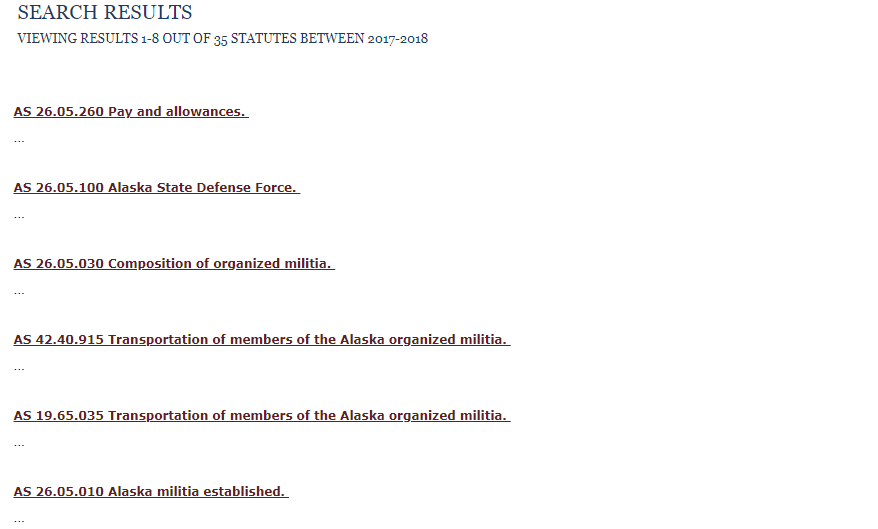 SEARCH RESULTS
VIEWING RESULTS 1-8 OUT OF 35 STATUTES BETWEEN 2017-2018
AS 26.05.260 Pay and allowances.
...
AS 26.05.100 Alaska State Defense Force.
...
AS 26.05.030 Composition of organized militia.
...
AS 42.40.915 Transportation of members of the Alaska organized militia.
...
AS 19.65.035 Transportation of members of the Alaska organized militia.
...
AS 26.05.010 Alaska militia established.
...